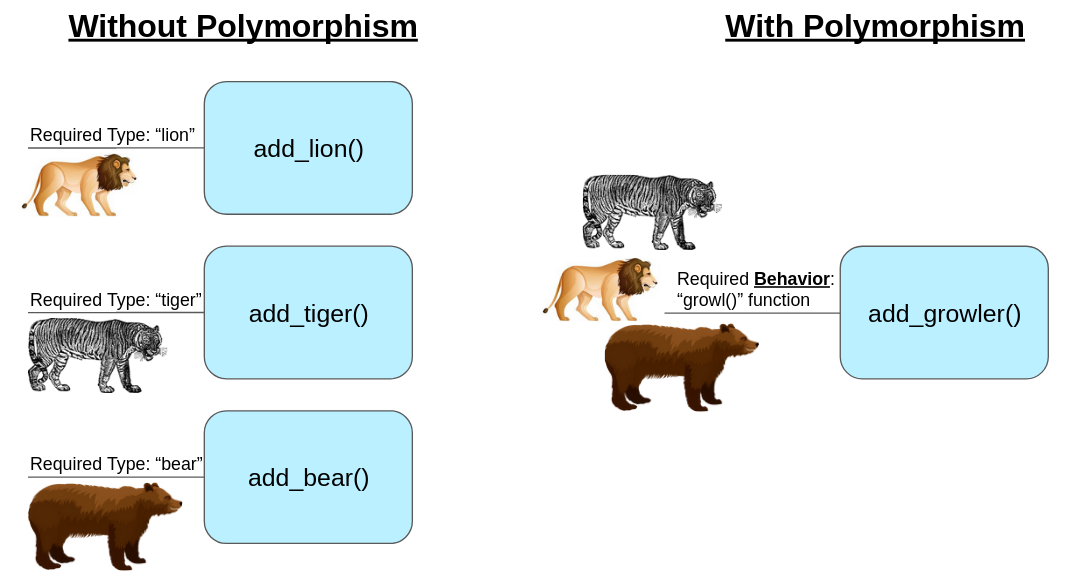 Without Polymorphism
With Polymorphism
Required Type: “lion”
add_lion()
Required Type: “tiger”
add_tiger()
Required Type: “bear”
add_bear()
Required Behavior:
“growl()” function
add_growler()